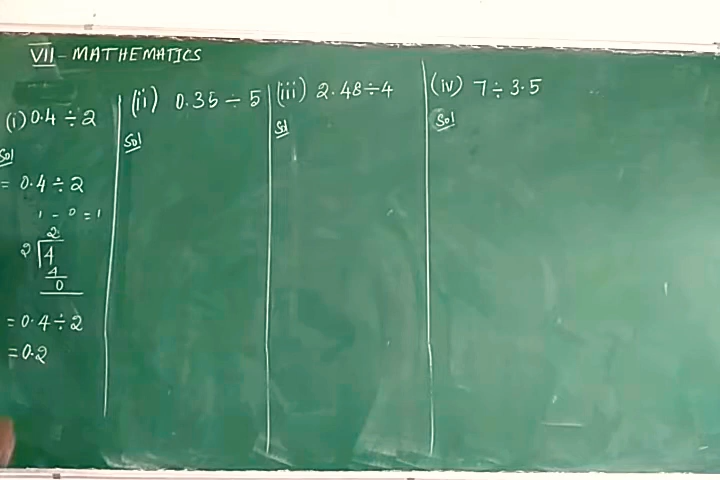 VII - MATHEMATICS
(i) 0.4 ÷ 2
Sol
= 0.4 ÷ 2
1 - 0 = 1
2
2 4
4
0
= 0.4 ÷ 2
= 0.2
(ii) 0.35 ÷ 5
Sol
(iii) 2.48 ÷ 4
Sol
(iv) 7 ÷ 3.5
Sol